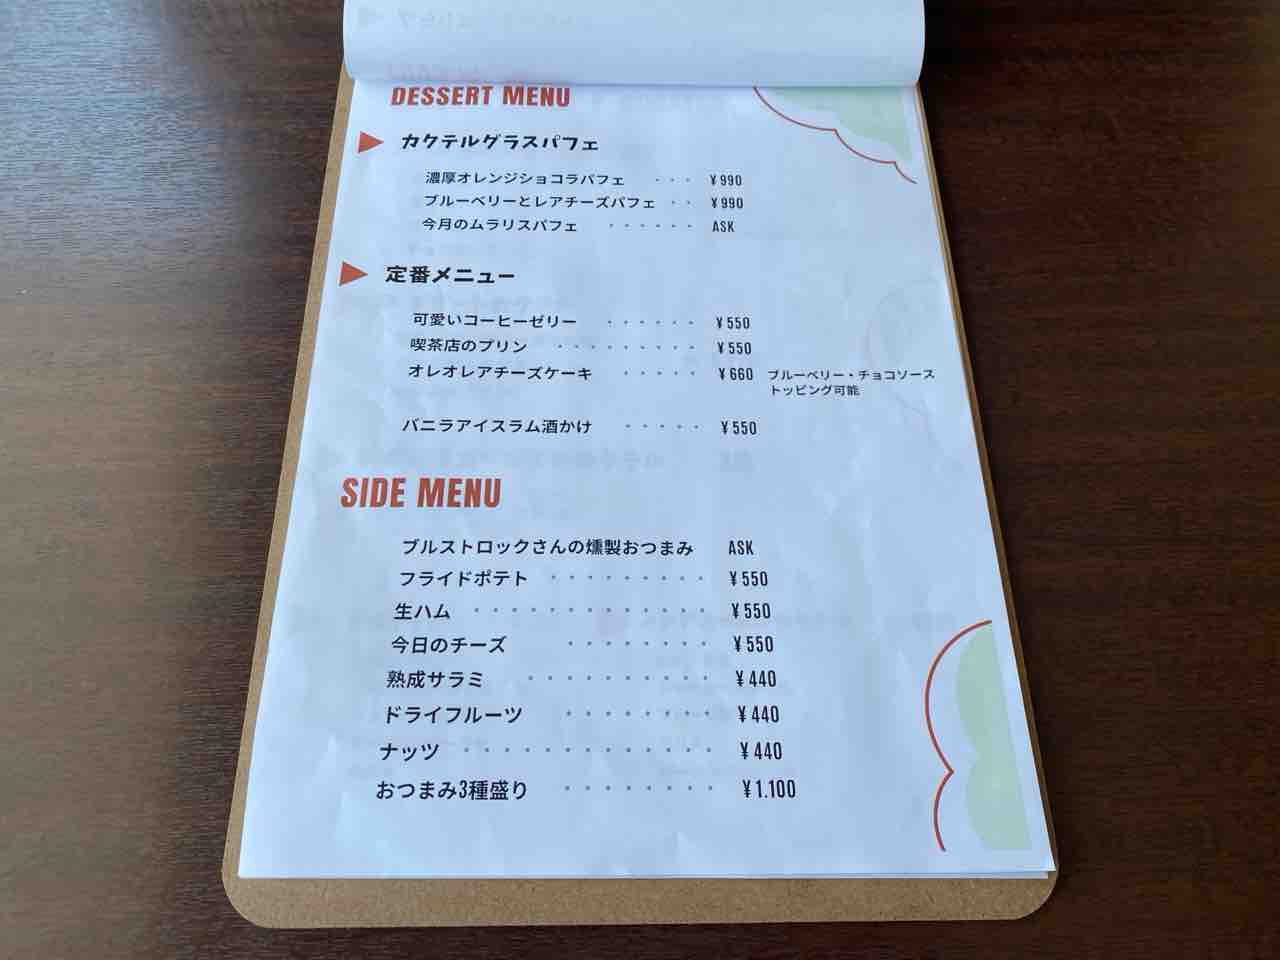 DESSERT MENU
カクテルグラスパフェ
濃厚オレンジショコラパフェ ・・・ ¥990
ブルーベリーとレアチーズパフェ ・・ ¥990
今月のムラリスパフェ ・・・・・・ ASK
定番メニュー
可愛いコーヒーゼリー ・・・・・・ ¥550
喫茶店のプリン ・・・・・・・・・ ¥550
オレオレアチーズケーキ ・・・・・ ¥660 ブルーベリー・チョコソース
トッピング可能
バニラアイスラム酒かけ ・・・・・ ¥550
SIDE MENU
ブルストロックさんの燻製おつまみ ASK
フライドポテト ・・・・・・・・・ ¥550
生ハム ・・・・・・・・・・・・・ ¥550
今日のチーズ ・・・・・・・・ ¥550
熟成サラミ ・・・・・・・・・・ ¥440
ドライフルーツ ・・・・・・・・ ¥440
ナッツ ・・・・・・・・・・・・・・ ¥440
おつまみ3種盛り ・・・・・・・・ ¥1.100